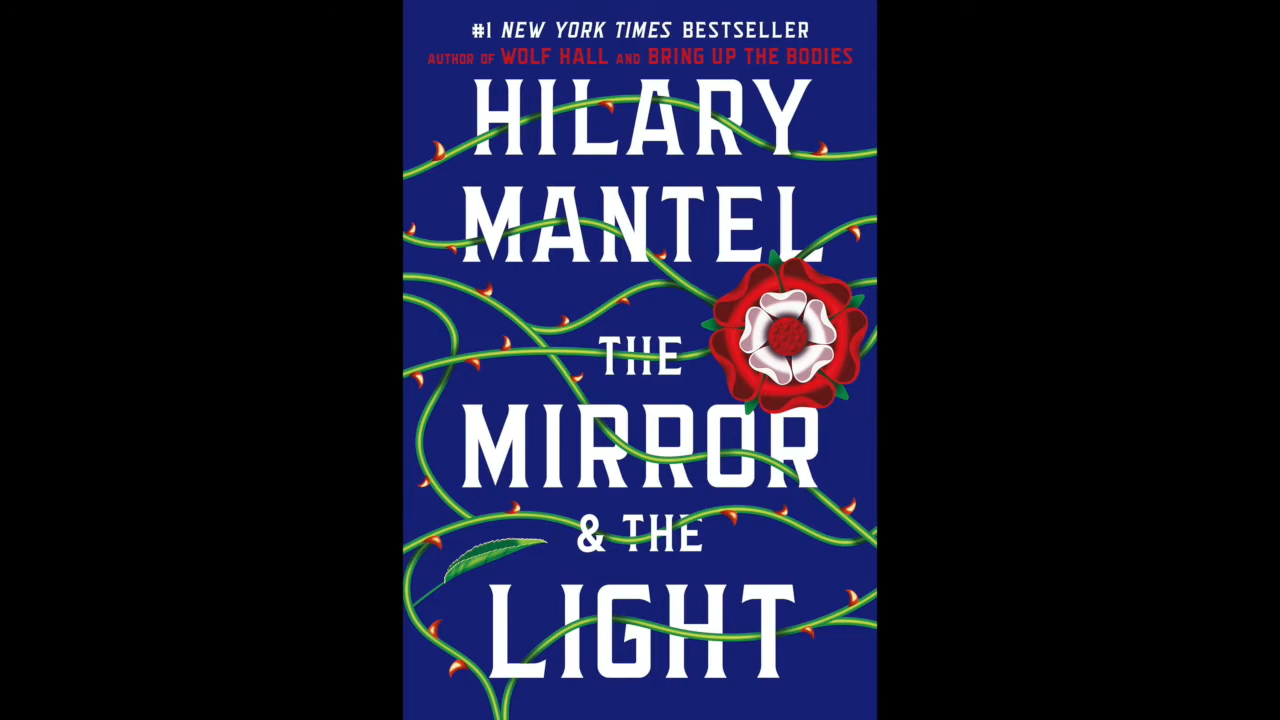 #1 NEW YORK TIMES BESTSELLER
AUTHOR OF WOLF HALL AND BRING UP THE BODIES
HILARY
MANTEL
THE
MIRROR
& THE
LIGHT